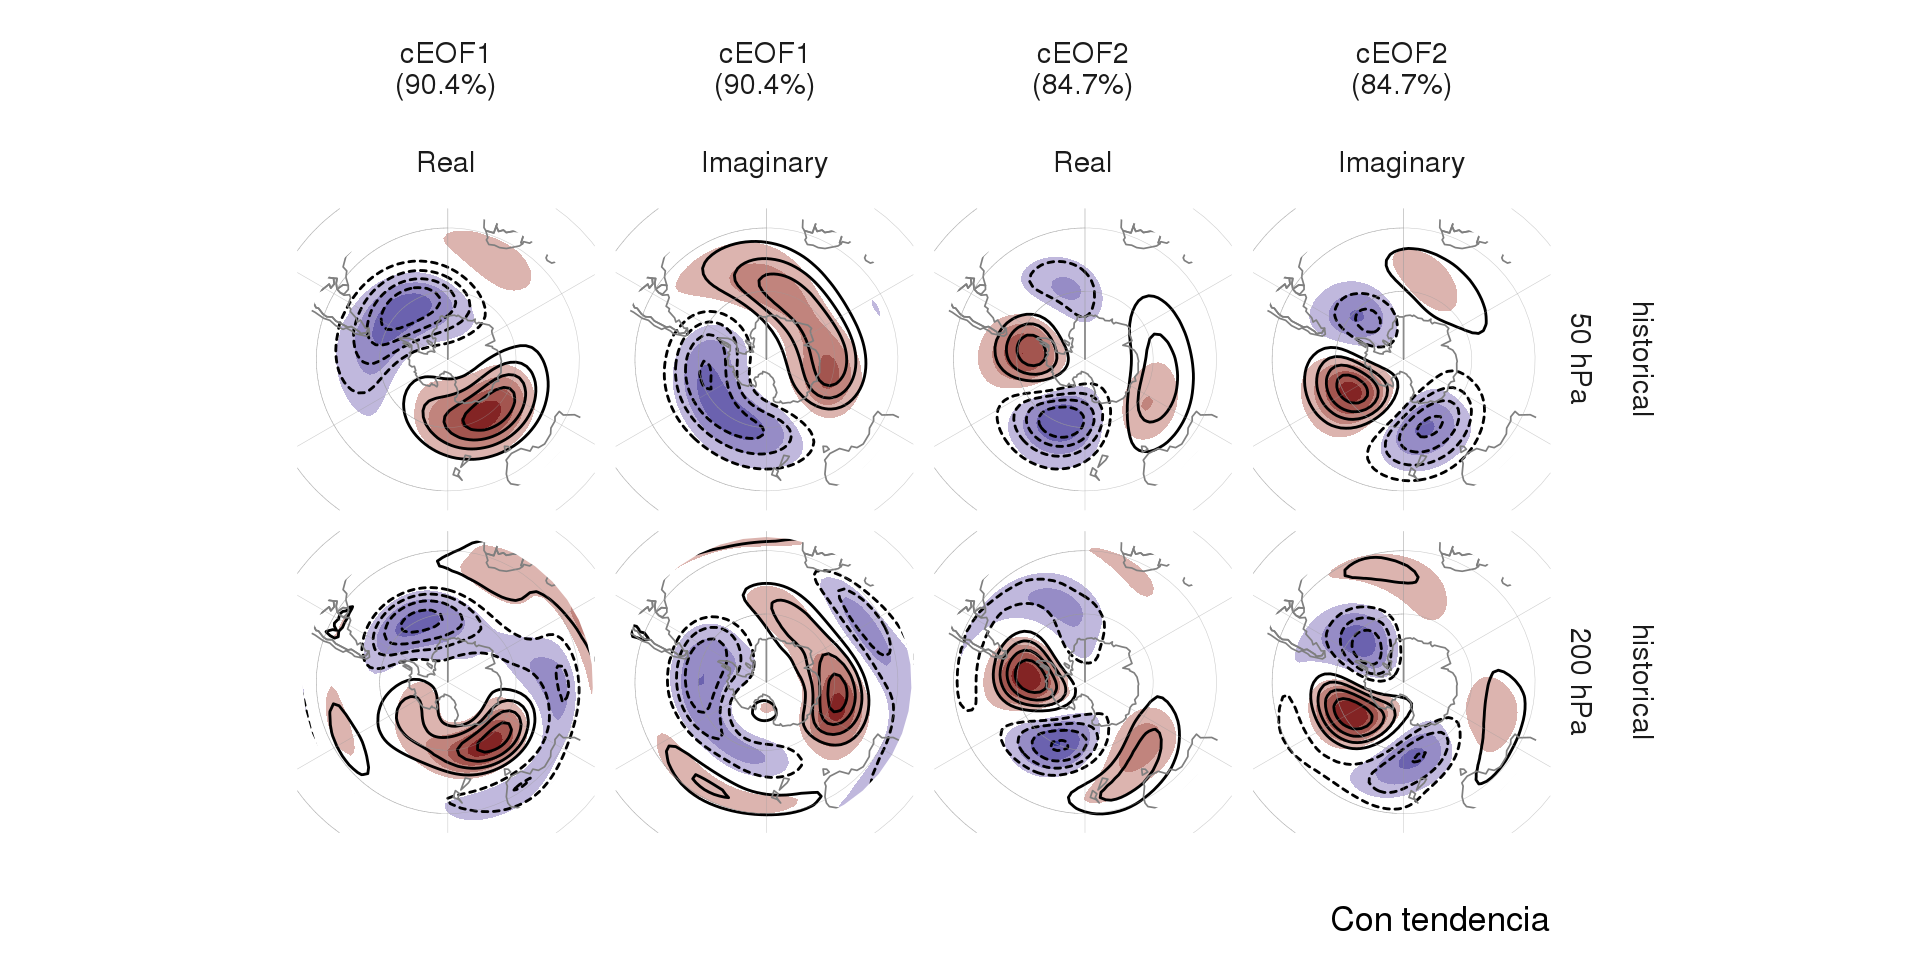 cEOF1
(90.4%)
cEOF1
(90.4%)
cEOF2
(84.7%)
cEOF2
(84.7%)
Real
Imaginary
Real
Imaginary
50 hPa
historical
200 hPa
historical
Con tendencia